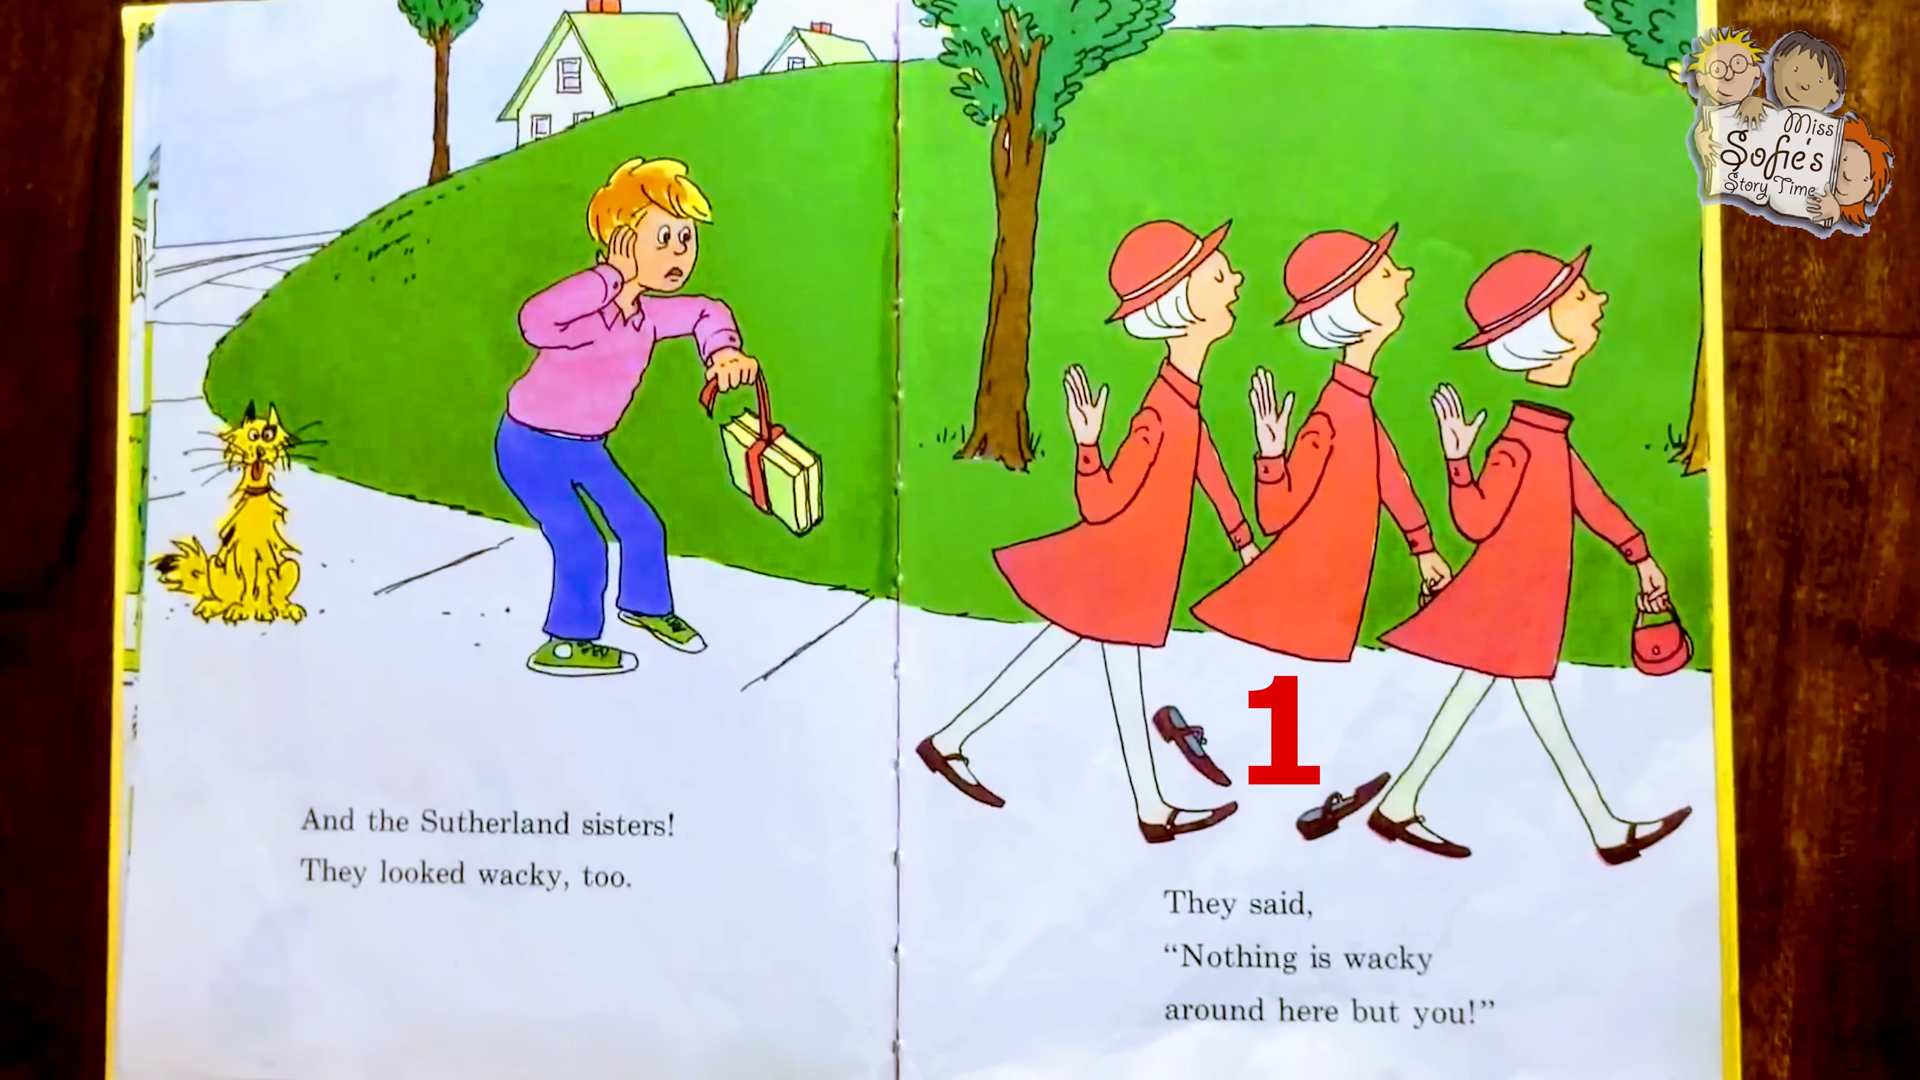 And the Sutherland sisters!
They looked wacky, too.
1
They said,
“Nothing is wacky
around here but you!”
Miss
Sofie's
Story Time